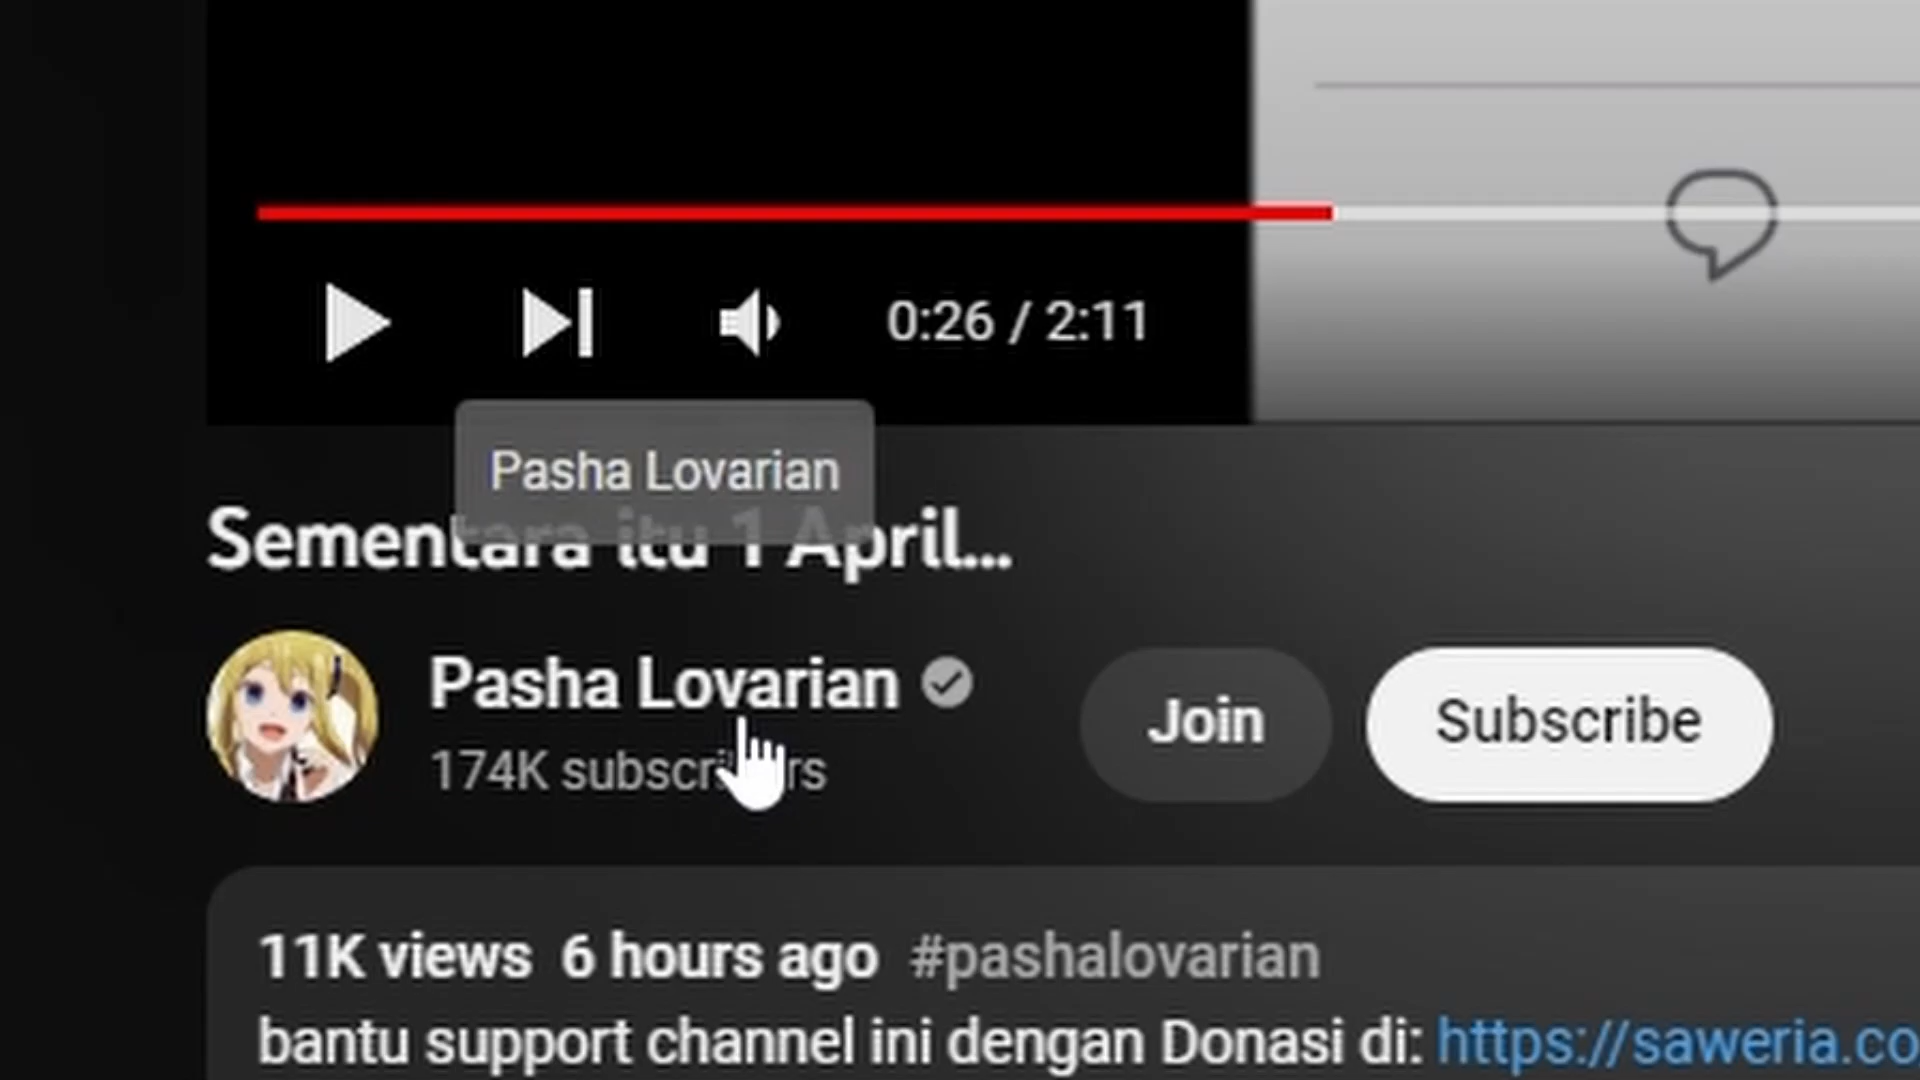 0:26 / 2:11
Pasha Lovarian
Sementara itu 1 April...
Pasha Lovarian
174K subscribers
Join
Subscribe
11K views 6 hours ago #pashalovarian
bantu support channel ini dengan Donasi di: https://saweria.co